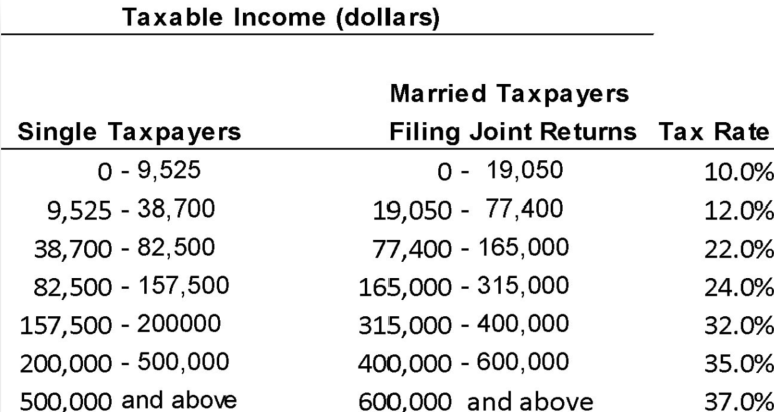 Taxable Income (dollars)
Married Taxpayers
Single Taxpayers Filing Joint Returns Tax Rate
0 - 9,525 0 - 19,050 10.0%
9,525 - 38,700 19,050 - 77,400 12.0%
38,700 - 82,500 77,400 - 165,000 22.0%
82,500 - 157,500 165,000 - 315,000 24.0%
157,500 - 200000 315,000 - 400,000 32.0%
200,000 - 500,000 400,000 - 600,000 35.0%
500,000 and above 600,000 and above 37.0%